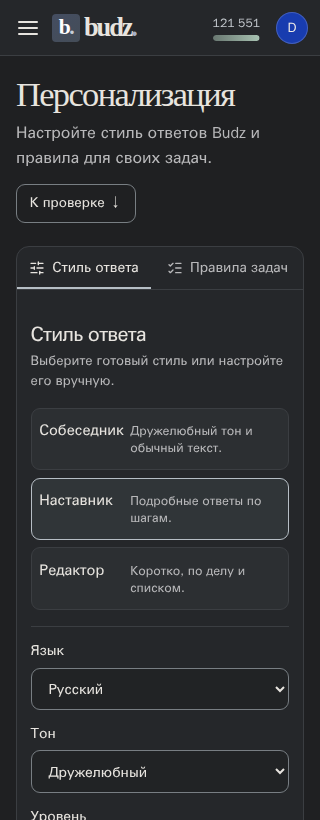 b. budz.
121 551
D
Персонализация
Настройте стиль ответов Budz и
правила для своих задач.
К проверке ↓
Стиль ответа
Правила задач
Стиль ответа
Выберите готовый стиль или настройте
его вручную.
Собеседник
Дружелюбный тон и
обычный текст.
Наставник
Подробные ответы по
шагам.
Редактор
Коротко, по делу и
списком.
Язык
Русский
Тон
Дружелюбный
Уровень